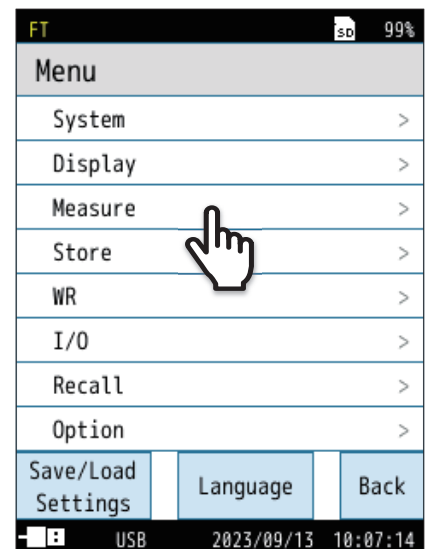 FT SD 99%
Menu
System >
Display >
Measure >
Store >
WR >
I/O >
Recall >
Option >
Save/Load
Settings
Language
Back
USB 2023/09/13 10:07:14